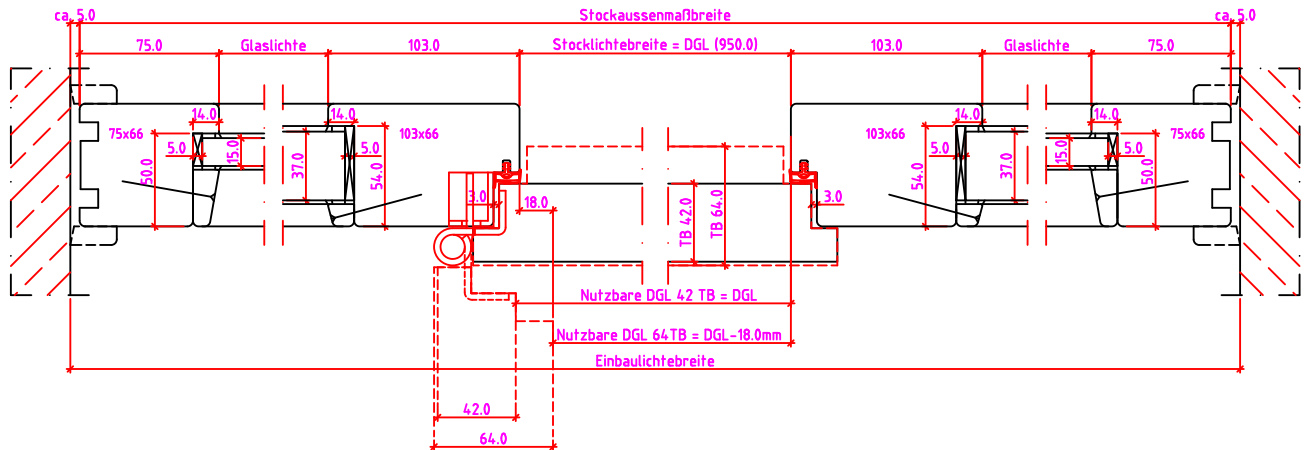 ca. 5.0 Stockaussenmaßbreite ca. 5.0
75.0 Glaslichte 103.0 Stocklichtebreite = DGL (950.0) 103.0 Glaslichte 75.0
14.0 14.0 14.0 14.0
75x66 103x66 103x66 75x66
50.0 5.0 15.0 37.0 5.0 54.0 54.0 5.0 37.0 15.0 5.0 50.0
3.0 18.0 TB 42.0 TB 64.0 3.0
Nutzbare DGL 42 TB = DGL
Nutzbare DGL 64TB = DGL-18.0mm
Einbaulichtebreite
42.0
64.0